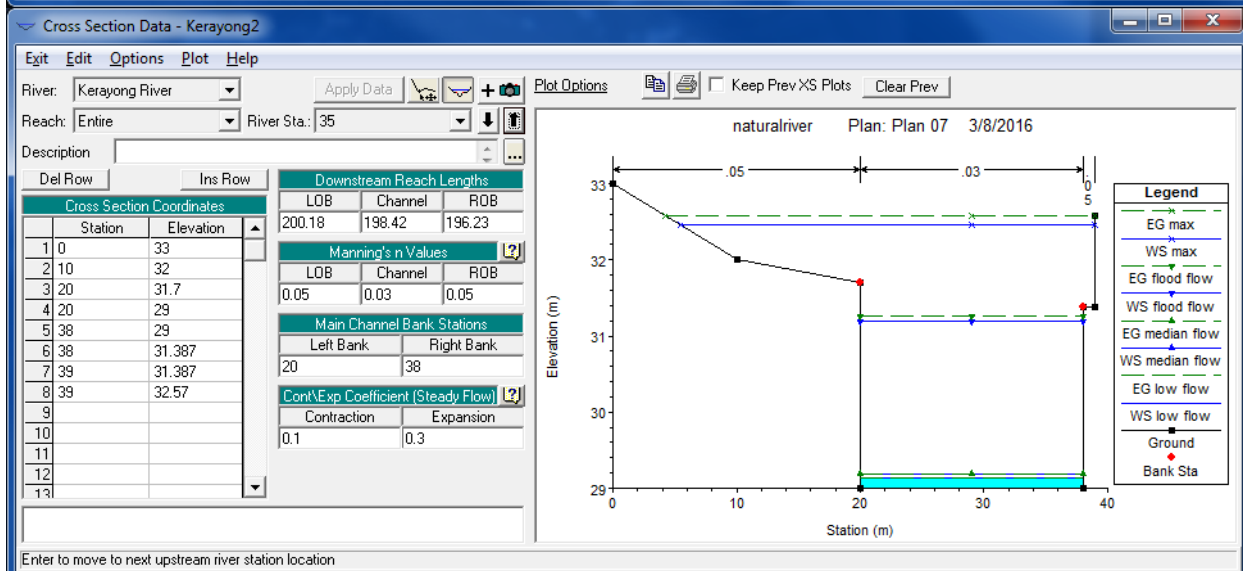 Cross Section Data - Kerayong2
Exit Edit Options Plot Help
River: Kerayong River Apply Data
Reach: Entire River Sta.: 35
Description ...
Del Row Ins Row
Cross Section Coordinates
Station Elevation
1 0 33
2 10 32
3 20 31.7
4 20 29
5 38 29
6 38 31.387
7 39 31.387
8 39 32.57
9
10
11
12
13
Downstream Reach Lengths
LOB Channel ROB
200.18 198.42 196.23
Manning's n Values
LOB Channel ROB
0.05 0.03 0.05
Main Channel Bank Stations
Left Bank Right Bank
20 38
Cont\Exp Coefficient (Steady Flow)
Contraction Expansion
0.1 0.3
Plot Options Keep Prev XS Plots Clear Prev
naturalriver Plan: Plan 07 3/8/2016
.05 .03 .05
33
32
31
30
29
Elevation (m)
0 10 20 30 40
Station (m)
Legend
EG max
WS max
EG flood flow
WS flood flow
EG median flow
WS median flow
EG low flow
WS low flow
Ground
Bank Sta
Enter to move to next upstream river station location